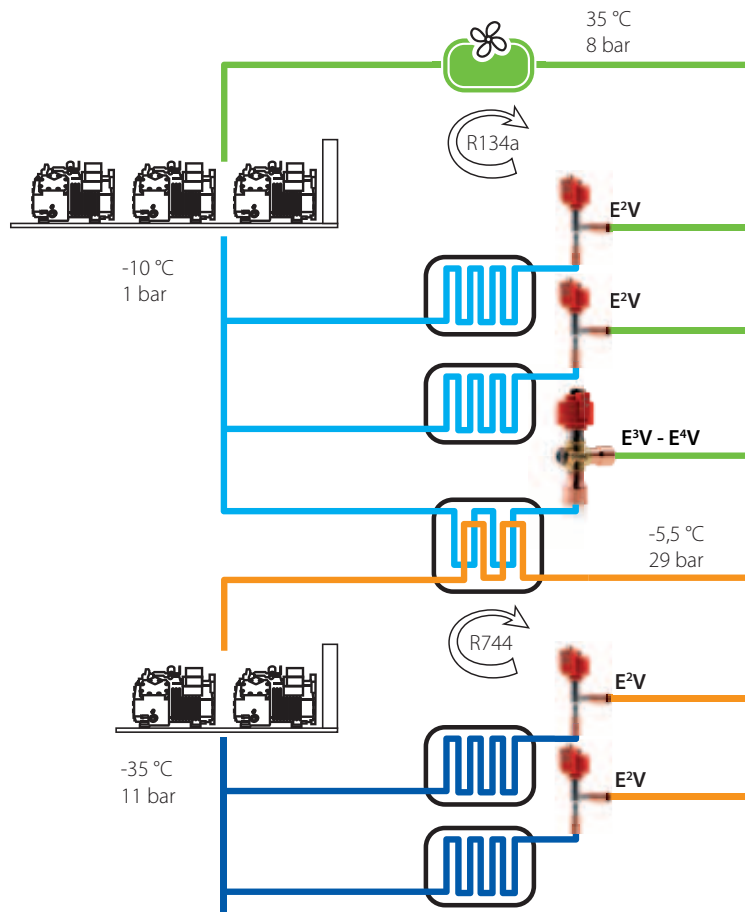 35 °C
8 bar
R134a
E²V
-10 °C
1 bar
E²V
E³V - E⁴V
-5,5 °C
29 bar
R744
E²V
-35 °C
11 bar
E²V